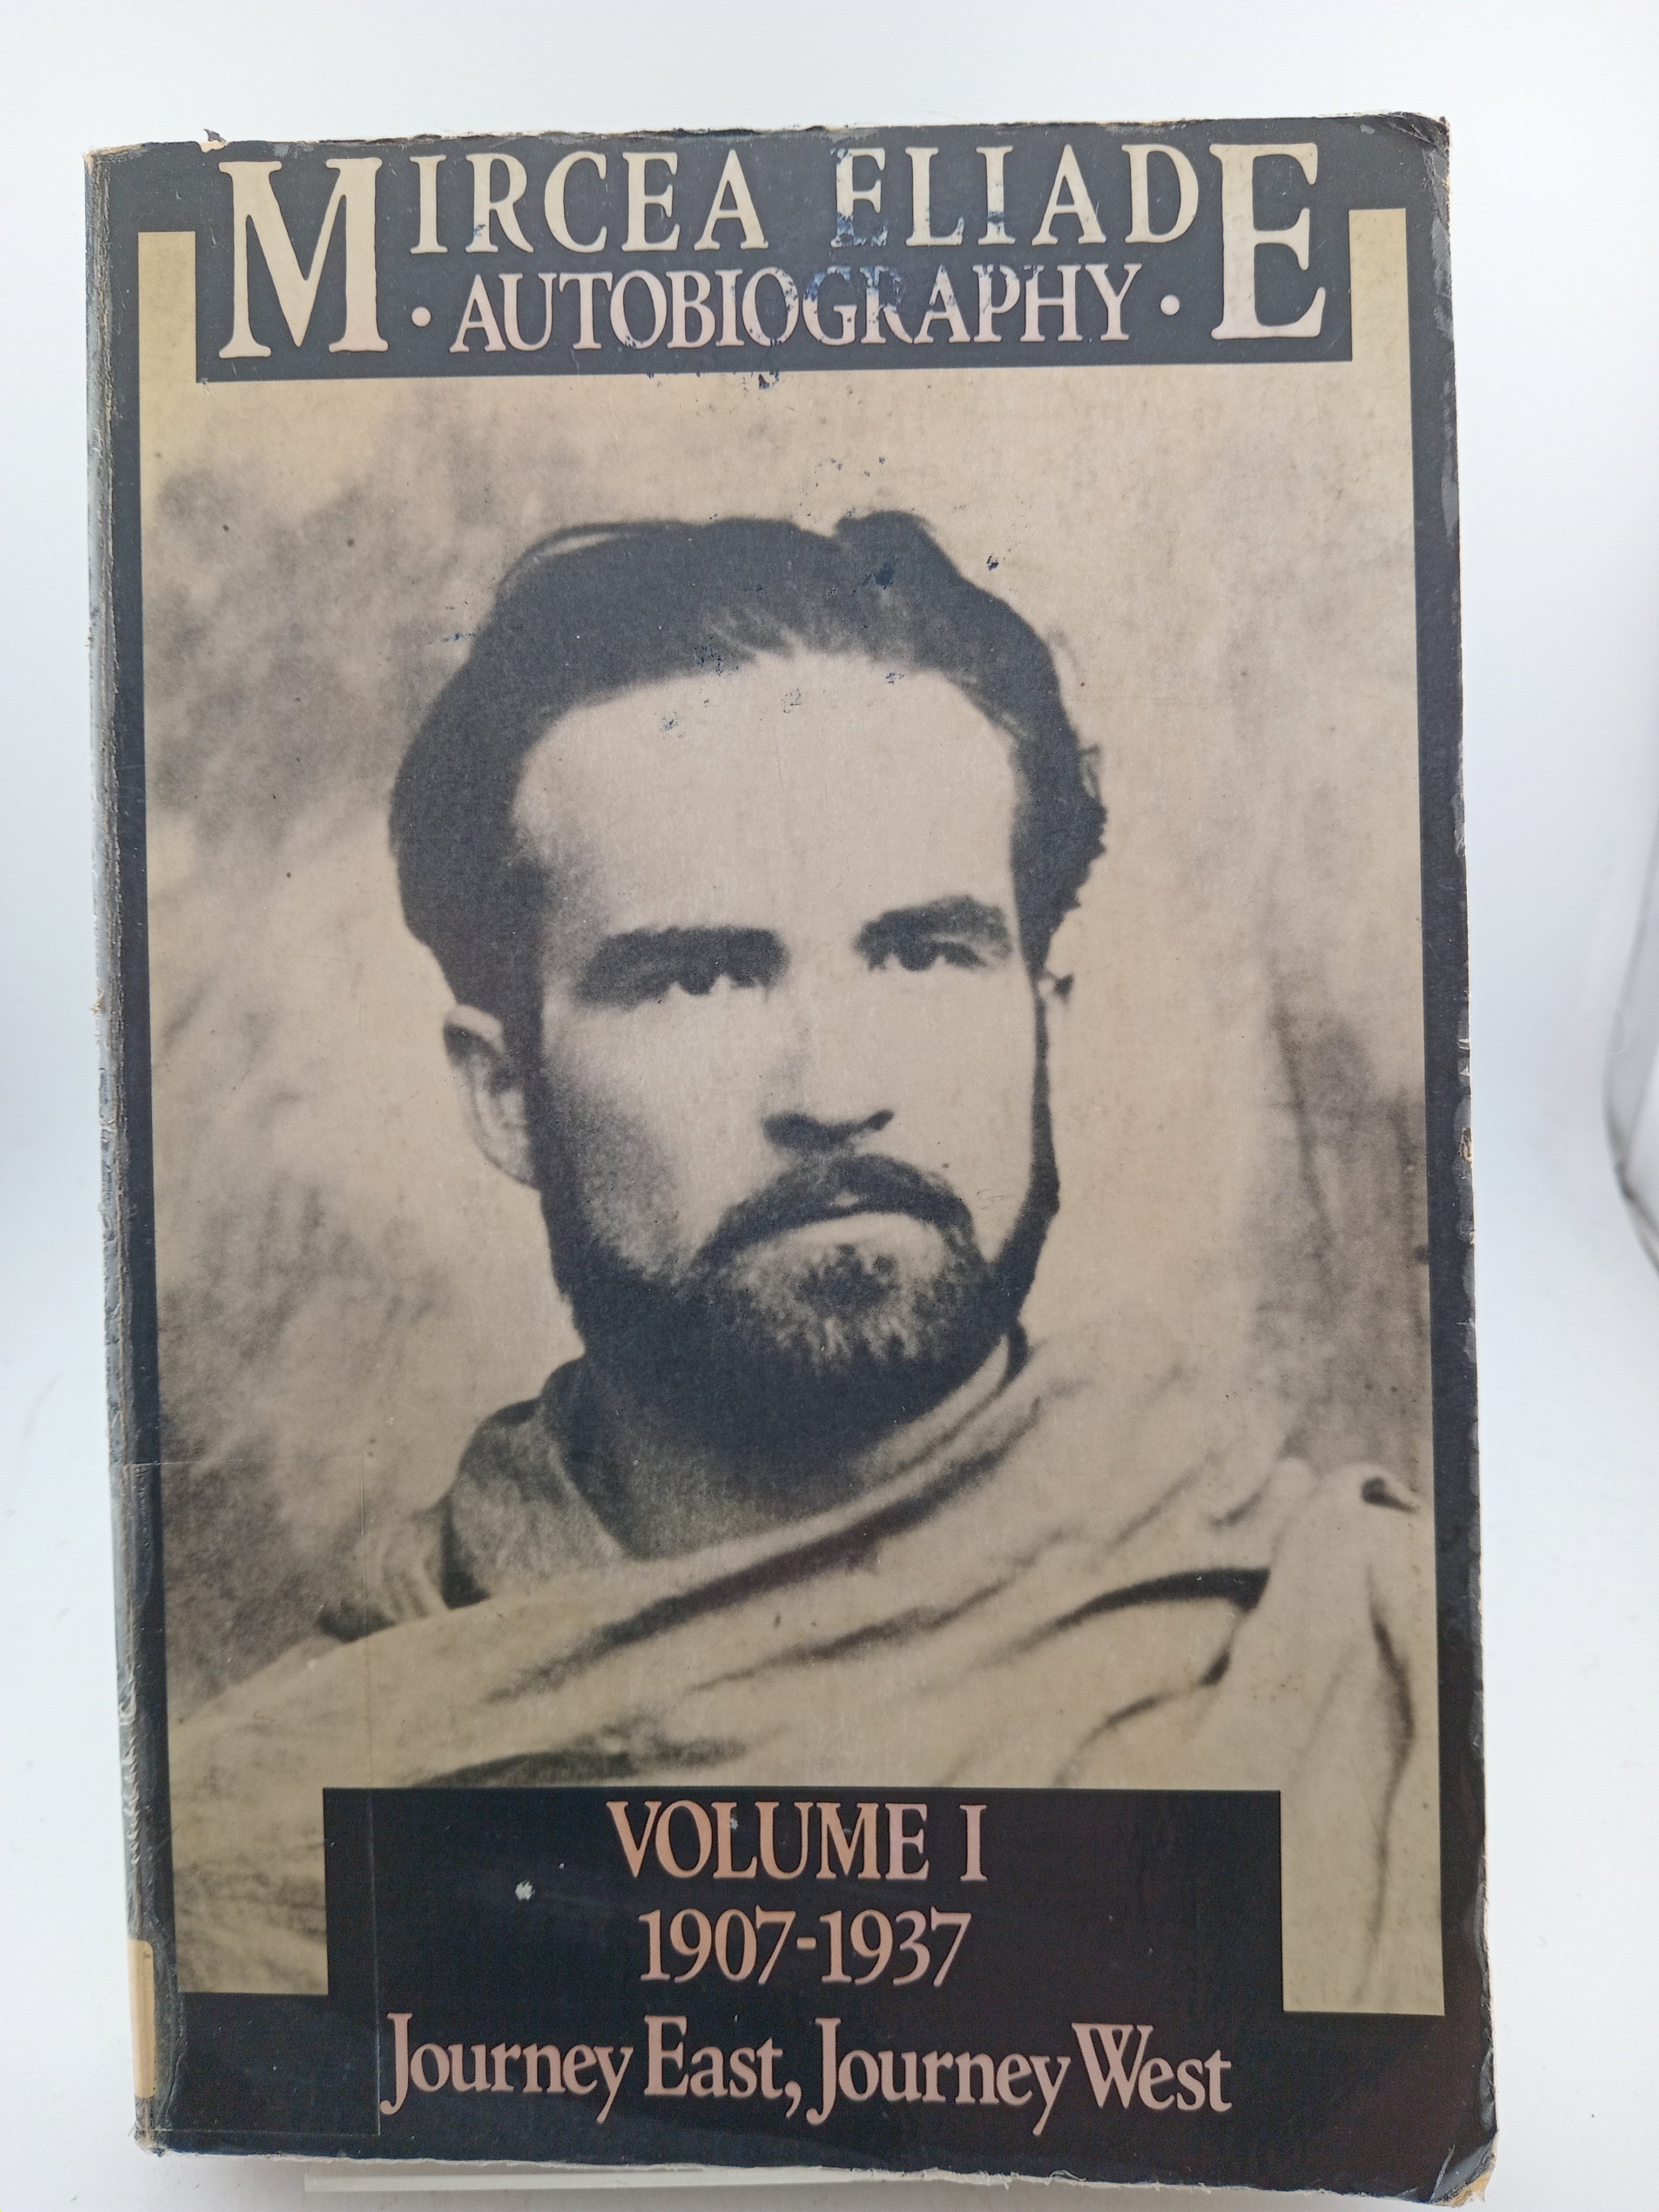 MIRCEA ELIADE
• AUTOBIOGRAPHY •
VOLUME I
1907-1937
Journey East, Journey West